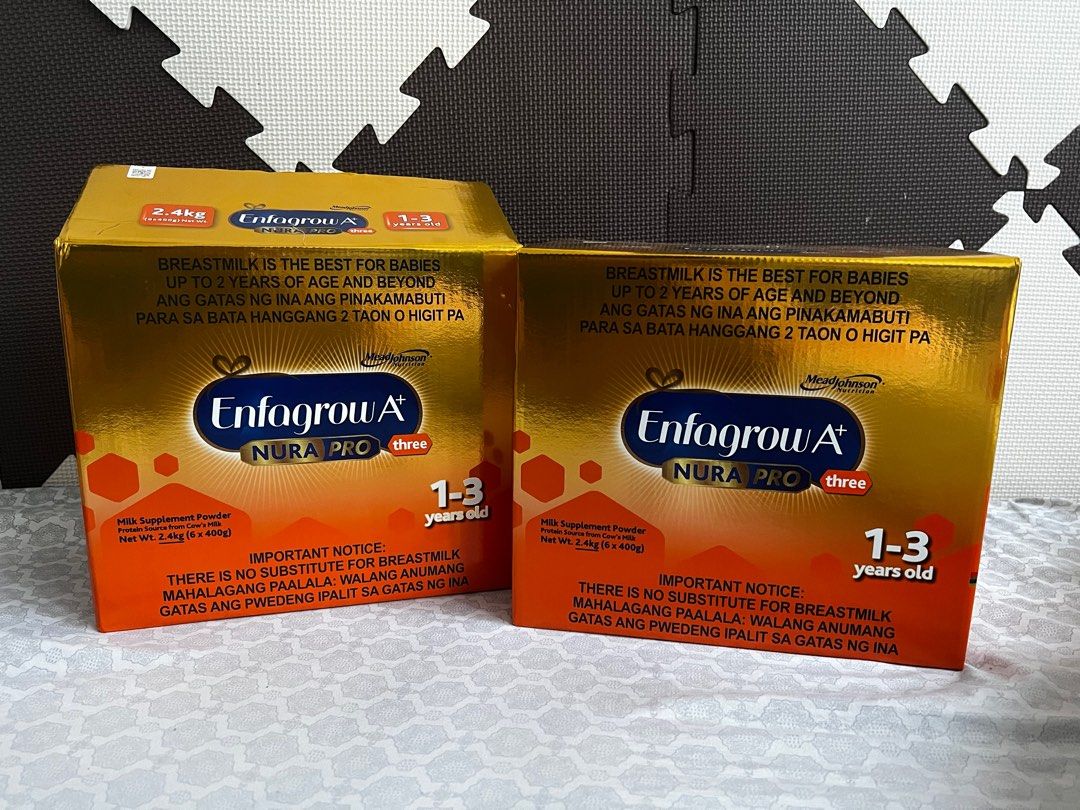 2.4kg
(6x400g) Net Wt.
MeadJohnson
Enfagrow A+
NURA PRO three
1-3
years old
BREASTMILK IS THE BEST FOR BABIES
UP TO 2 YEARS OF AGE AND BEYOND
ANG GATAS NG INA ANG PINAKAMABUTI
PARA SA BATA HANGGANG 2 TAON O HIGIT PA
MeadJohnson
Nutrition
Enfagrow A+
NURA PRO three
1-3
years old
Milk Supplement Powder
Protein Source from Cow's Milk
Net Wt. 2.4kg (6 x 400g)
IMPORTANT NOTICE:
THERE IS NO SUBSTITUTE FOR BREASTMILK
MAHALAGANG PAALALA: WALANG ANUMANG
GATAS ANG PWEDENG IPALIT SA GATAS NG INA
BREASTMILK IS THE BEST FOR BABIES
UP TO 2 YEARS OF AGE AND BEYOND
ANG GATAS NG INA ANG PINAKAMABUTI
PARA SA BATA HANGGANG 2 TAON O HIGIT PA
MeadJohnson
Nutrition
Enfagrow A+
NURA PRO three
1-3
years old
Milk Supplement Powder
Protein Source from Cow's Milk
Net Wt. 2.4kg (6 x 400g)
IMPORTANT NOTICE:
THERE IS NO SUBSTITUTE FOR BREASTMILK
MAHALAGANG PAALALA: WALANG ANUMANG
GATAS ANG PWEDENG IPALIT SA GATAS NG INA